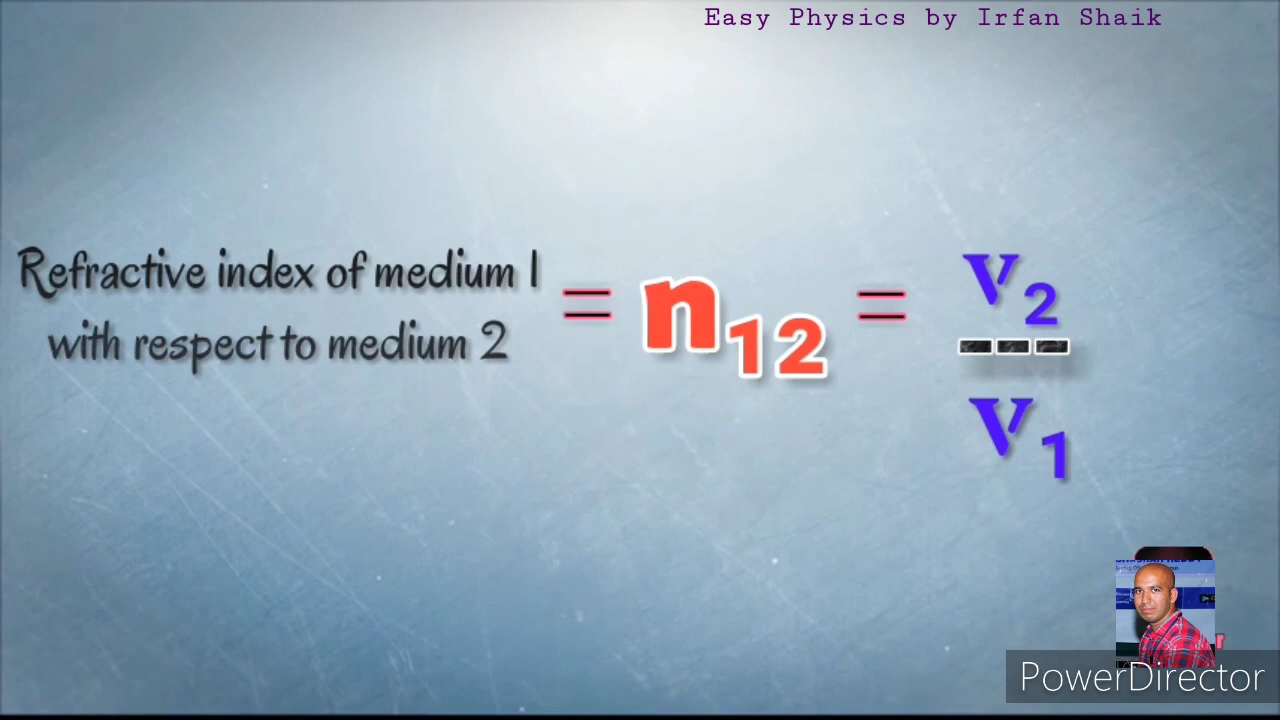 Easy Physics by Irfan Shaik
Refractive index of medium 1
with respect to medium 2
= n₁₂ =
v₂
---
v₁
PowerDirector